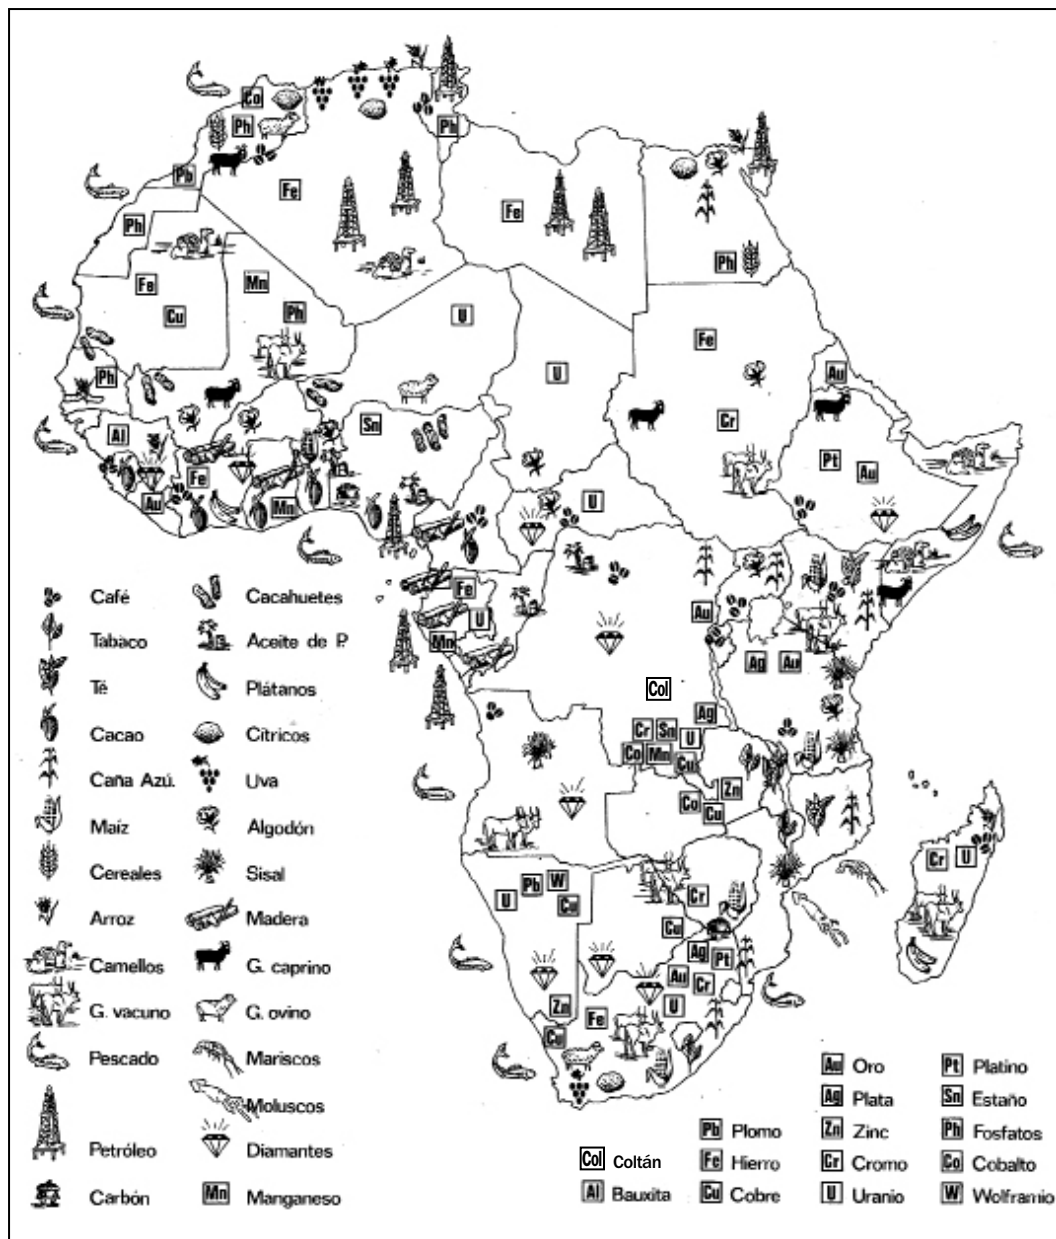 Co
Ph
Ph
Pb
Fe
Fe
Ph
Ph
Mn
Fe
Cu
Ph
U
Fe
U
Au
Ph
Cr
Sn
Al
Pt
Au
Fe
Au
Mn
U
Fe
U
Mn
Au
Ag
Au
Col
Ag
Cr
Sn
U
Co
Mn
Cu
Zn
Co
Cu
Cr
U
Pb
W
U
Cu
Cr
Cu
Ag
Pt
Au
Cr
Zn
U
Fe
Cu
Café
Tabaco
Té
Cacao
Caña Azú.
Maíz
Cereales
Arroz
Camellos
G. vacuno
Pescado
Petróleo
Carbón
Cacahuetes
Aceite de P.
Plátanos
Cítricos
Uva
Algodón
Sisal
Madera
G. caprino
G. ovino
Mariscos
Moluscos
Diamantes
Mn Manganeso
Col Coltán
Al Bauxita
Pb Plomo
Fe Hierro
Cu Cobre
Au Oro
Ag Plata
Zn Zinc
Cr Cromo
U Uranio
Pt Platino
Sn Estaño
Ph Fosfatos
Co Cobalto
W Wolframio